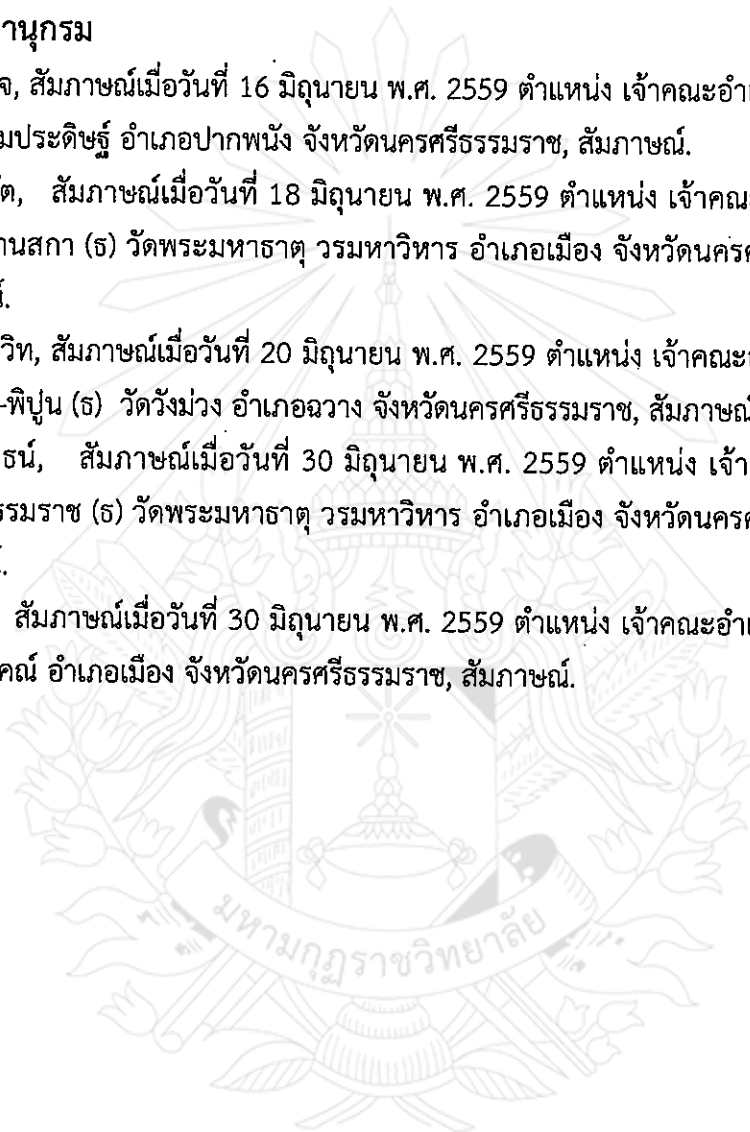 านุกรม
จ, สัมภาษณ์เมื่อวันที่ 16 มิถุนายน พ.ศ. 2559 ตำแหน่ง เจ้าคณะอำเ
มประดิษฐ์ อำเภอปากพนัง จังหวัดนครศรีธรรมราช, สัมภาษณ์.
ต, สัมภาษณ์เมื่อวันที่ 18 มิถุนายน พ.ศ. 2559 ตำแหน่ง เจ้าคณะ
านสกา (ธ) วัดพระมหาธาตุ วรมหาวิหาร อำเภอเมือง จังหวัดนครศ
์.
วิท, สัมภาษณ์เมื่อวันที่ 20 มิถุนายน พ.ศ. 2559 ตำแหน่ง เจ้าคณะ
-พิปูน (ธ) วัดวังม่วง อำเภอฉวาง จังหวัดนครศรีธรรมราช, สัมภาษณ์
ธน์, สัมภาษณ์เมื่อวันที่ 30 มิถุนายน พ.ศ. 2559 ตำแหน่ง เจ้า
รรมราช (ธ) วัดพระมหาธาตุ วรมหาวิหาร อำเภอเมือง จังหวัดนครศ
.
สัมภาษณ์เมื่อวันที่ 30 มิถุนายน พ.ศ. 2559 ตำแหน่ง เจ้าคณะอำเ
คณ์ อำเภอเมือง จังหวัดนครศรีธรรมราช, สัมภาษณ์.
มหามกุฏราชวิทยาลัย